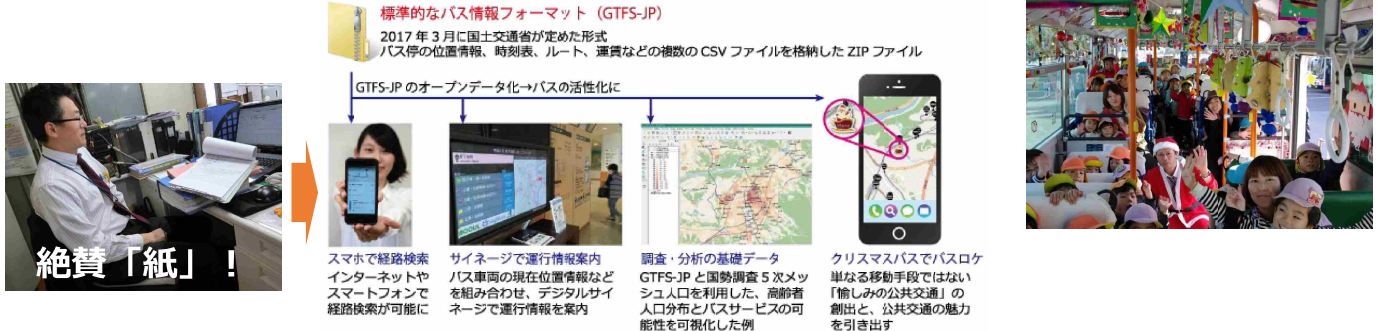 標準的なバス情報フォーマット（GTFS-JP）
2017 年 3 月に国土交通省が定めた形式
バス停の位置情報、時刻表、ルート、運賃などの複数の CSV ファイルを格納した ZIP ファイル
GTFS-JP のオープンデータ化→バスの活性化に
絶賛「紙」！
スマホで経路検索
インターネットや
スマートフォンで
経路検索が可能に
サイネージで運行情報案内
バス車両の現在位置情報など
を組み合わせ、デジタルサイ
ネージで運行情報を案内
調査・分析の基礎データ
GTFS-JP と国勢調査 5 次メッ
シュ人口を利用した、高齢者
人口分布とバスサービスの可
能性を可視化した例
クリスマスバスでバスロケ
単なる移動手段ではない
「愉しみの公共交通」の
創出と、公共交通の魅力
を引き出す